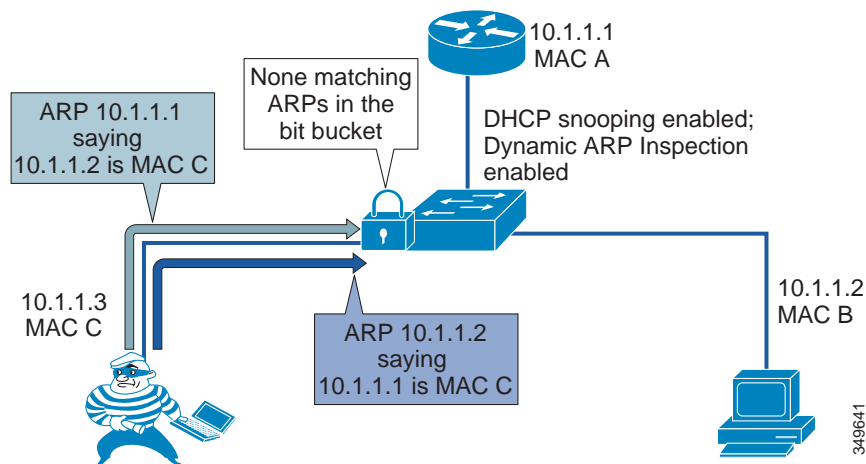 10.1.1.1
MAC A
None matching
ARPs in the
bit bucket
ARP 10.1.1.1
saying
10.1.1.2 is MAC C
DHCP snooping enabled;
Dynamic ARP Inspection
enabled
10.1.1.3
MAC C
ARP 10.1.1.2
saying
10.1.1.1 is MAC C
10.1.1.2
MAC B
349641